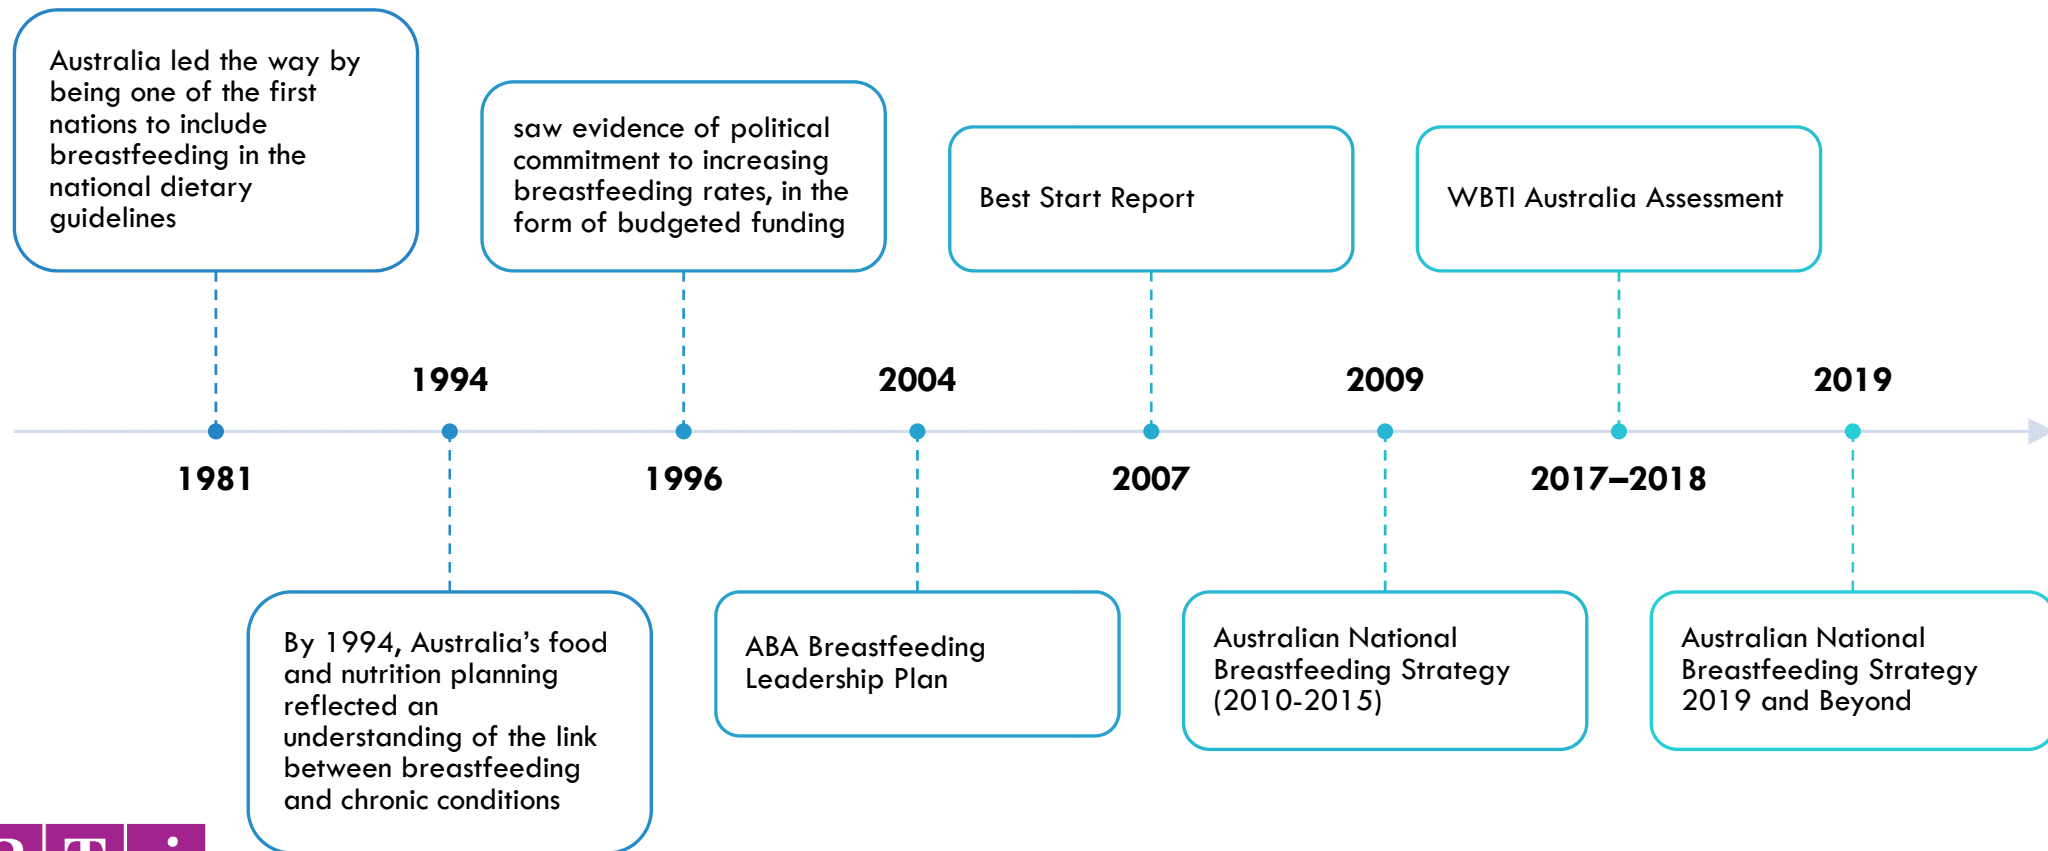 Australia led the way by
being one of the first
nations to include
breastfeeding in the
national dietary
guidelines
saw evidence of political
commitment to increasing
breastfeeding rates, in the
form of budgeted funding
Best Start Report
WBTI Australia Assessment
1994
2004
2009
2019
1981
1996
2007
2017–2018
By 1994, Australia’s food
and nutrition planning
reflected an
understanding of the link
between breastfeeding
and chronic conditions
ABA Breastfeeding
Leadership Plan
Australian National
Breastfeeding Strategy
(2010-2015)
Australian National
Breastfeeding Strategy
2019 and Beyond